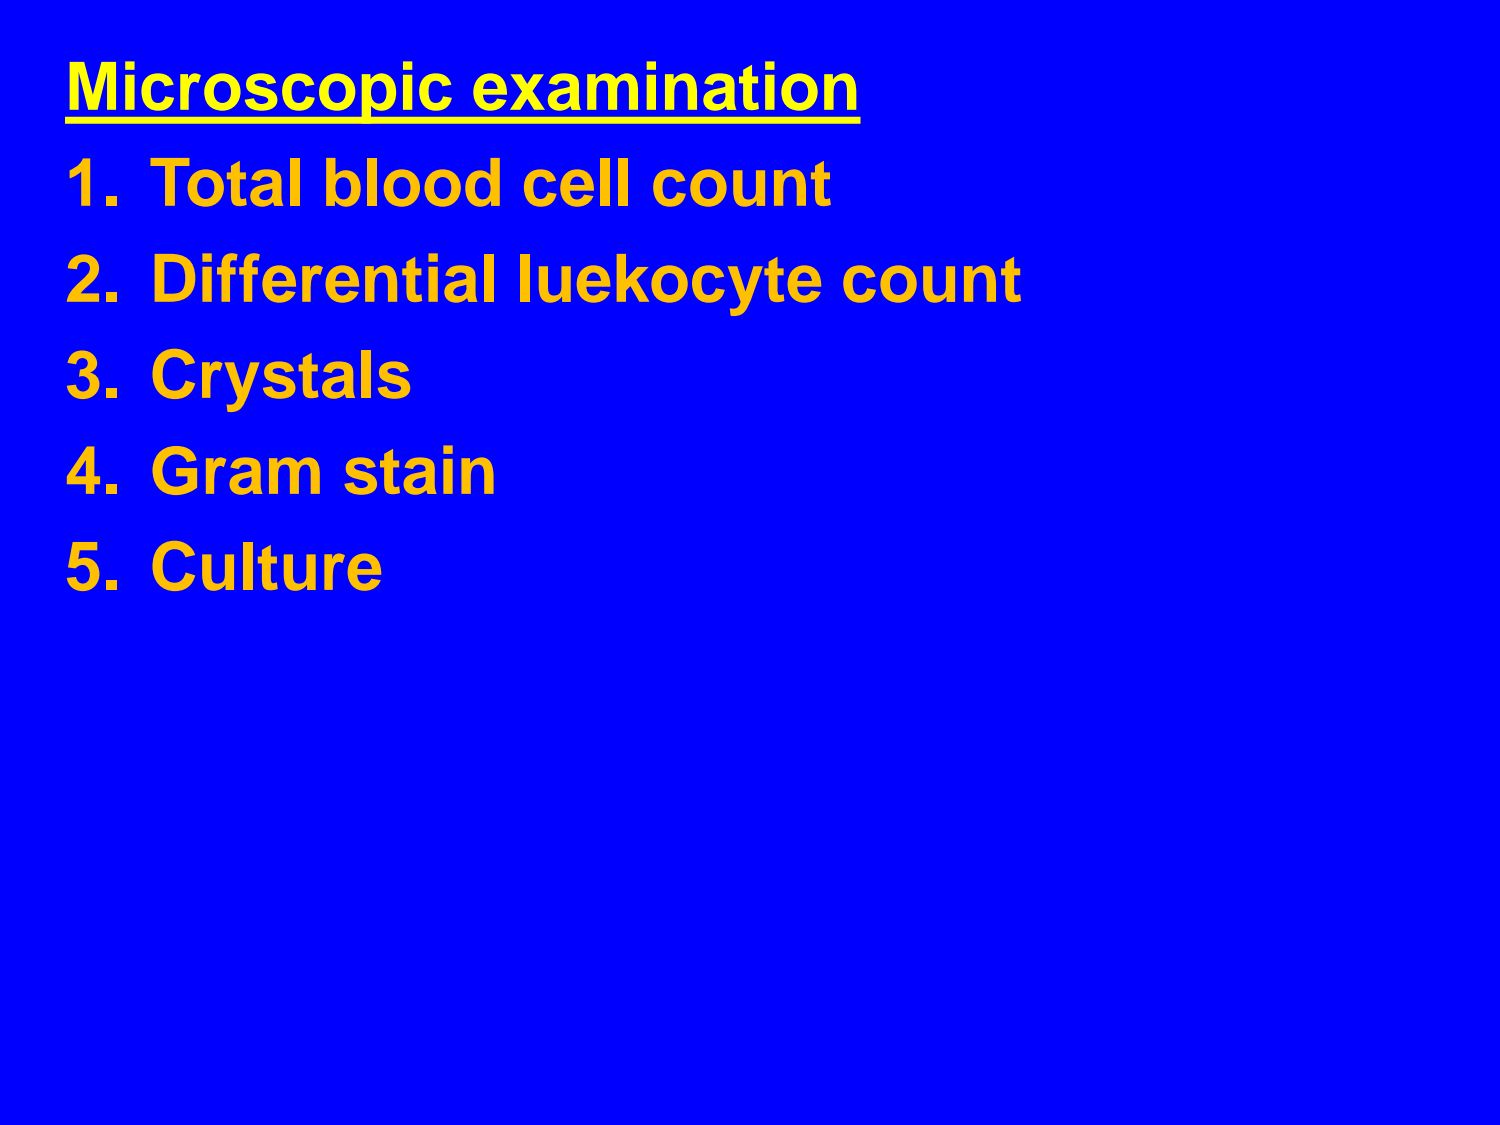 Microscopic examination
1. Total blood cell count
2. Differential luekocyte count
3. Crystals
4. Gram stain
5. Culture